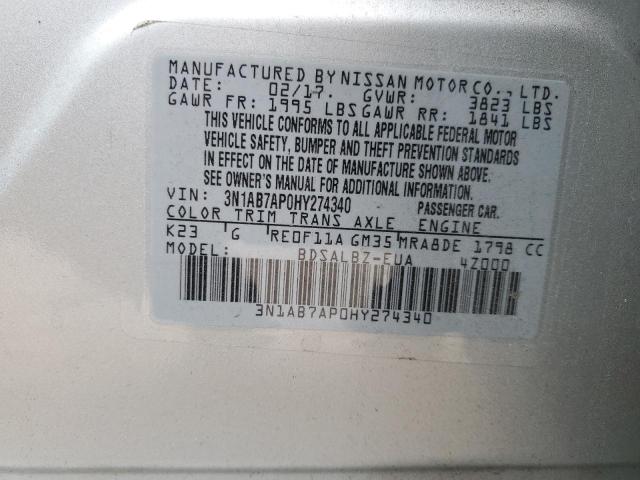 MANUFACTURED BY NISSAN MOTOR CO., LTD.
DATE: 02/17. GVWR: 3823 LBS
GAWR FR: 1995 LBS GAWR RR: 1841 LBS
THIS VEHICLE CONFORMS TO ALL APPLICABLE FEDERAL MOTOR
VEHICLE SAFETY, BUMPER AND THEFT PREVENTION STANDARDS
IN EFFECT ON THE DATE OF MANUFACTURE SHOWN ABOVE.
SEE OWNER'S MANUAL FOR ADDITIONAL INFORMATION.
VIN: 3N1AB7AP0HY274340 PASSENGER CAR.
COLOR TRIM TRANS AXLE ENGINE
K23 G RE0F11A GM35 MRA8DE 1798 CC
MODEL: BDSALBZ-EUA 4Z000
3N1AB7AP0HY274340